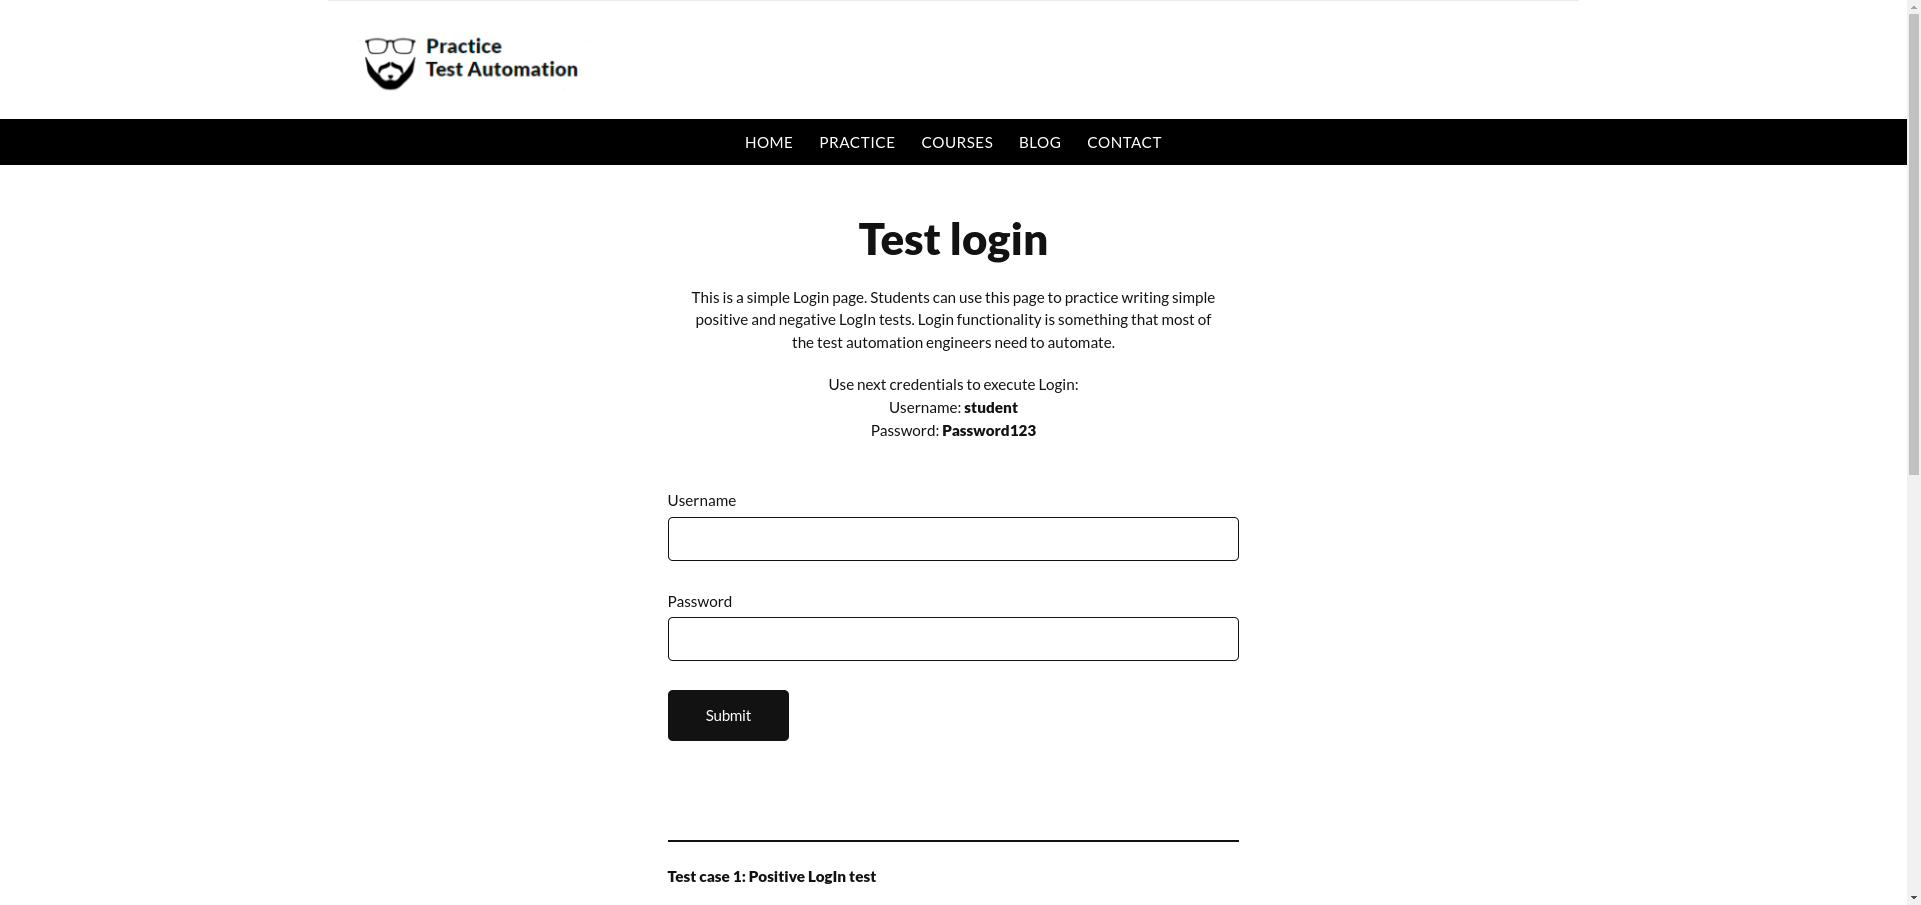 Practice
Test Automation
HOME PRACTICE COURSES BLOG CONTACT
Test login
This is a simple Login page. Students can use this page to practice writing simple
positive and negative LogIn tests. Login functionality is something that most of
the test automation engineers need to automate.
Use next credentials to execute Login:
Username: student
Password: Password123
Username
Password
Submit
Test case 1: Positive LogIn test